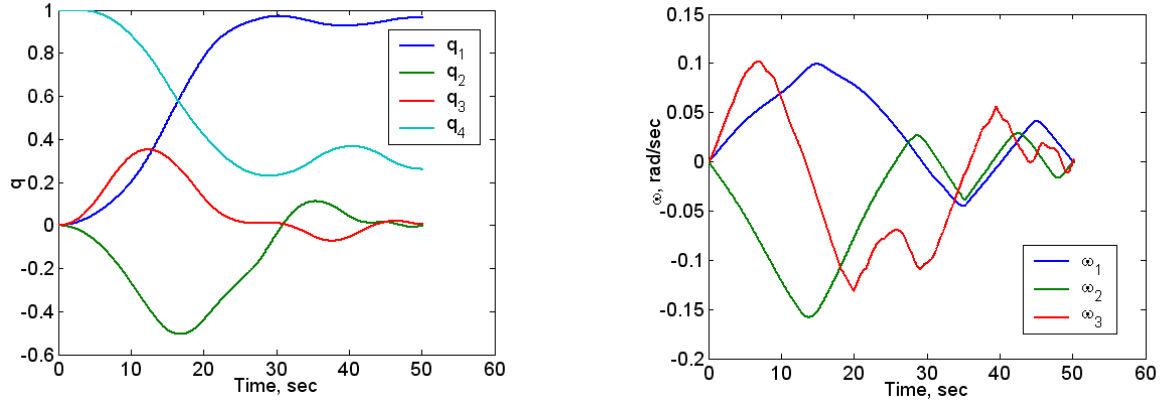 1
0.8
0.6
0.4
0.2
0
-0.2
-0.4
-0.6
q
q1
q2
q3
q4
0 10 20 30 40 50 60
Time, sec
0.15
0.1
0.05
0
-0.05
-0.1
-0.15
-0.2
ω, rad/sec
ω1
ω2
ω3
0 10 20 30 40 50 60
Time, sec